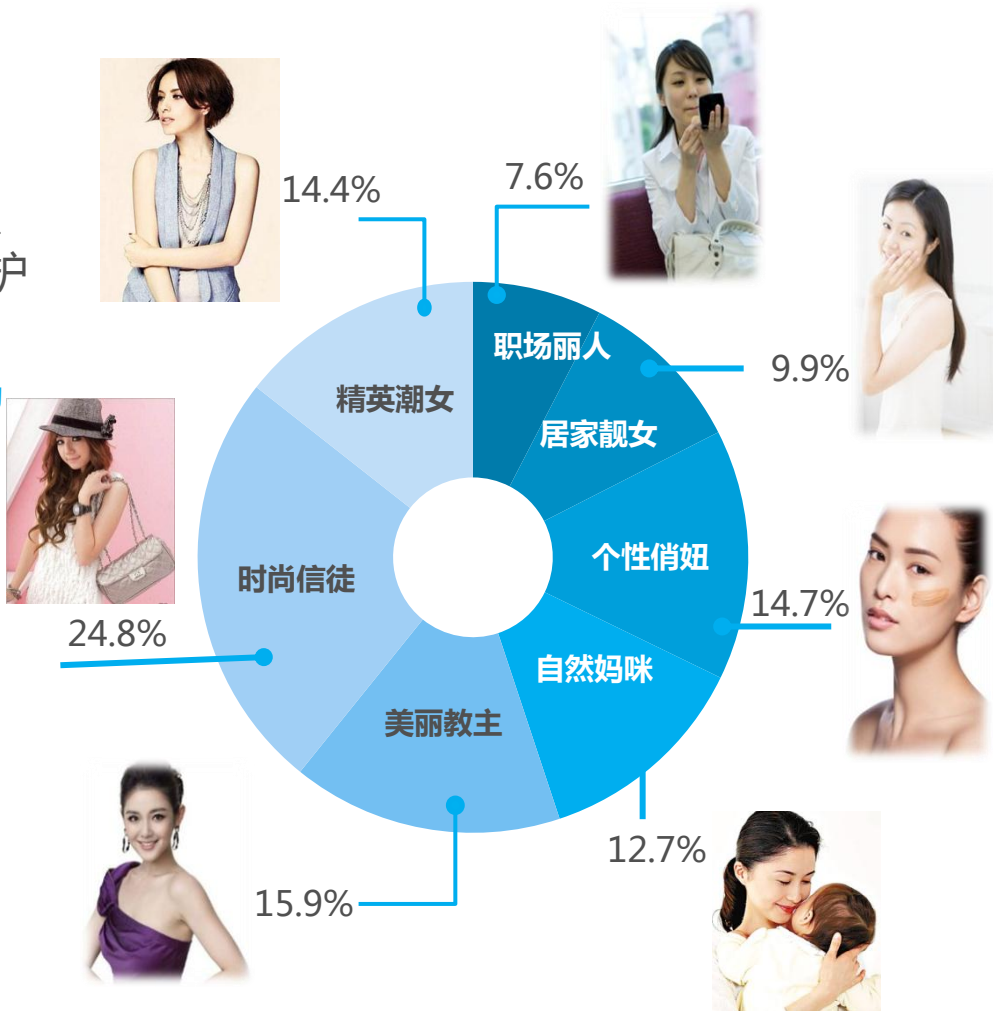 14.4%
7.6%
护
职场丽人
9.9%
精英潮女
居家靓女
个性俏妞
时尚信徒
14.7%
24.8%
自然妈咪
美丽教主
12.7%
15.9%